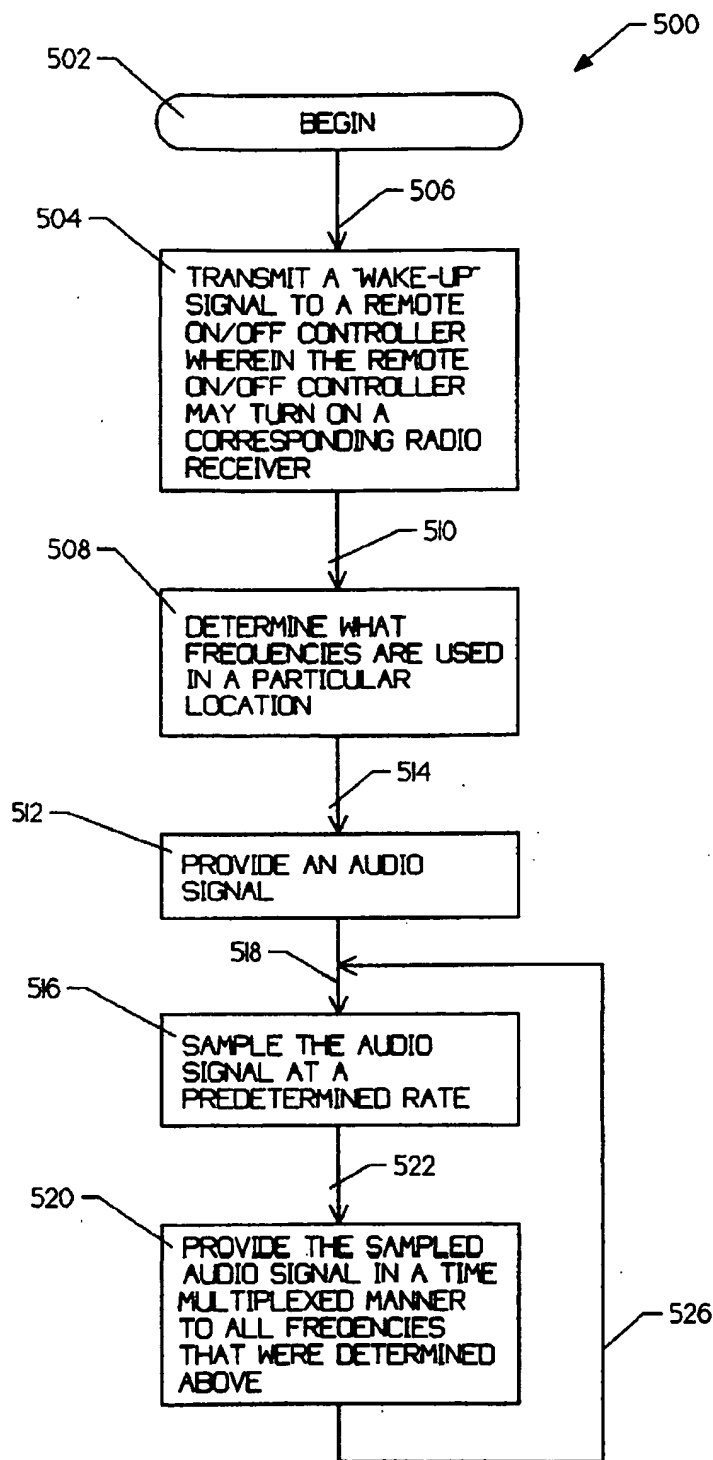 500
502
BEGIN
506
504
TRANSMIT A "WAKE-UP"
SIGNAL TO A REMOTE
ON/OFF CONTROLLER
WHEREIN THE REMOTE
ON/OFF CONTROLLER
MAY TURN ON A
CORRESPONDING RADIO
RECEIVER
510
508
DETERMINE WHAT
FREQUENCIES ARE USED
IN A PARTICULAR
LOCATION
514
512
PROVIDE AN AUDIO
SIGNAL
518
516
SAMPLE THE AUDIO
SIGNAL AT A
PREDETERMINED RATE
522
520
PROVIDE THE SAMPLED
AUDIO SIGNAL IN A TIME
MULTIPLEXED MANNER
TO ALL FREQENCIES
THAT WERE DETERMINED
ABOVE
526